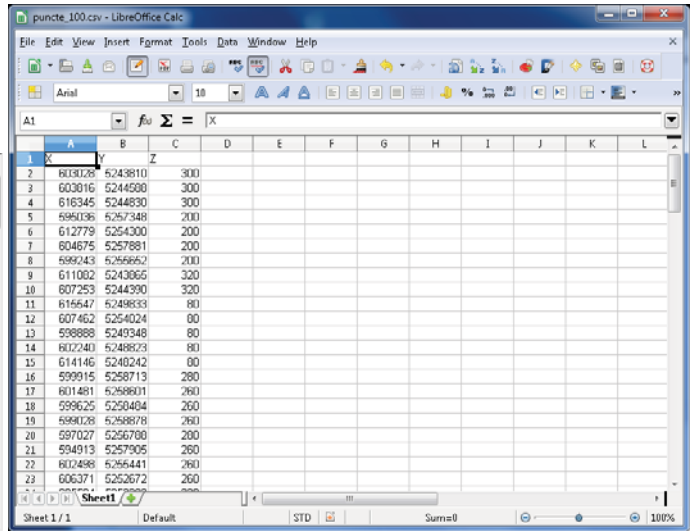 puncte_100.csv - LibreOffice Calc
File Edit View Insert Format Tools Data Window Help
Arial 10
A1 X
A B C D E F G H I J K L
1 X Y Z
2 603028 5243810 300
3 603816 5244588 300
4 616345 5244830 300
5 595036 5257348 200
6 612779 5254300 200
7 604675 5257881 200
8 599243 5255652 200
9 611082 5243865 320
10 607253 5244390 320
11 615547 5249833 80
12 607462 5254024 80
13 598888 5249348 80
14 602240 5248823 80
15 614146 5248242 80
16 599915 5258713 280
17 601481 5258601 260
18 599625 5258484 260
19 599028 5258878 260
20 597027 5256788 280
21 594913 5257905 260
22 602498 5255441 260
23 606371 5252672 260
Sheet1
Sheet 1 / 1 Default STD Sum=0 100%